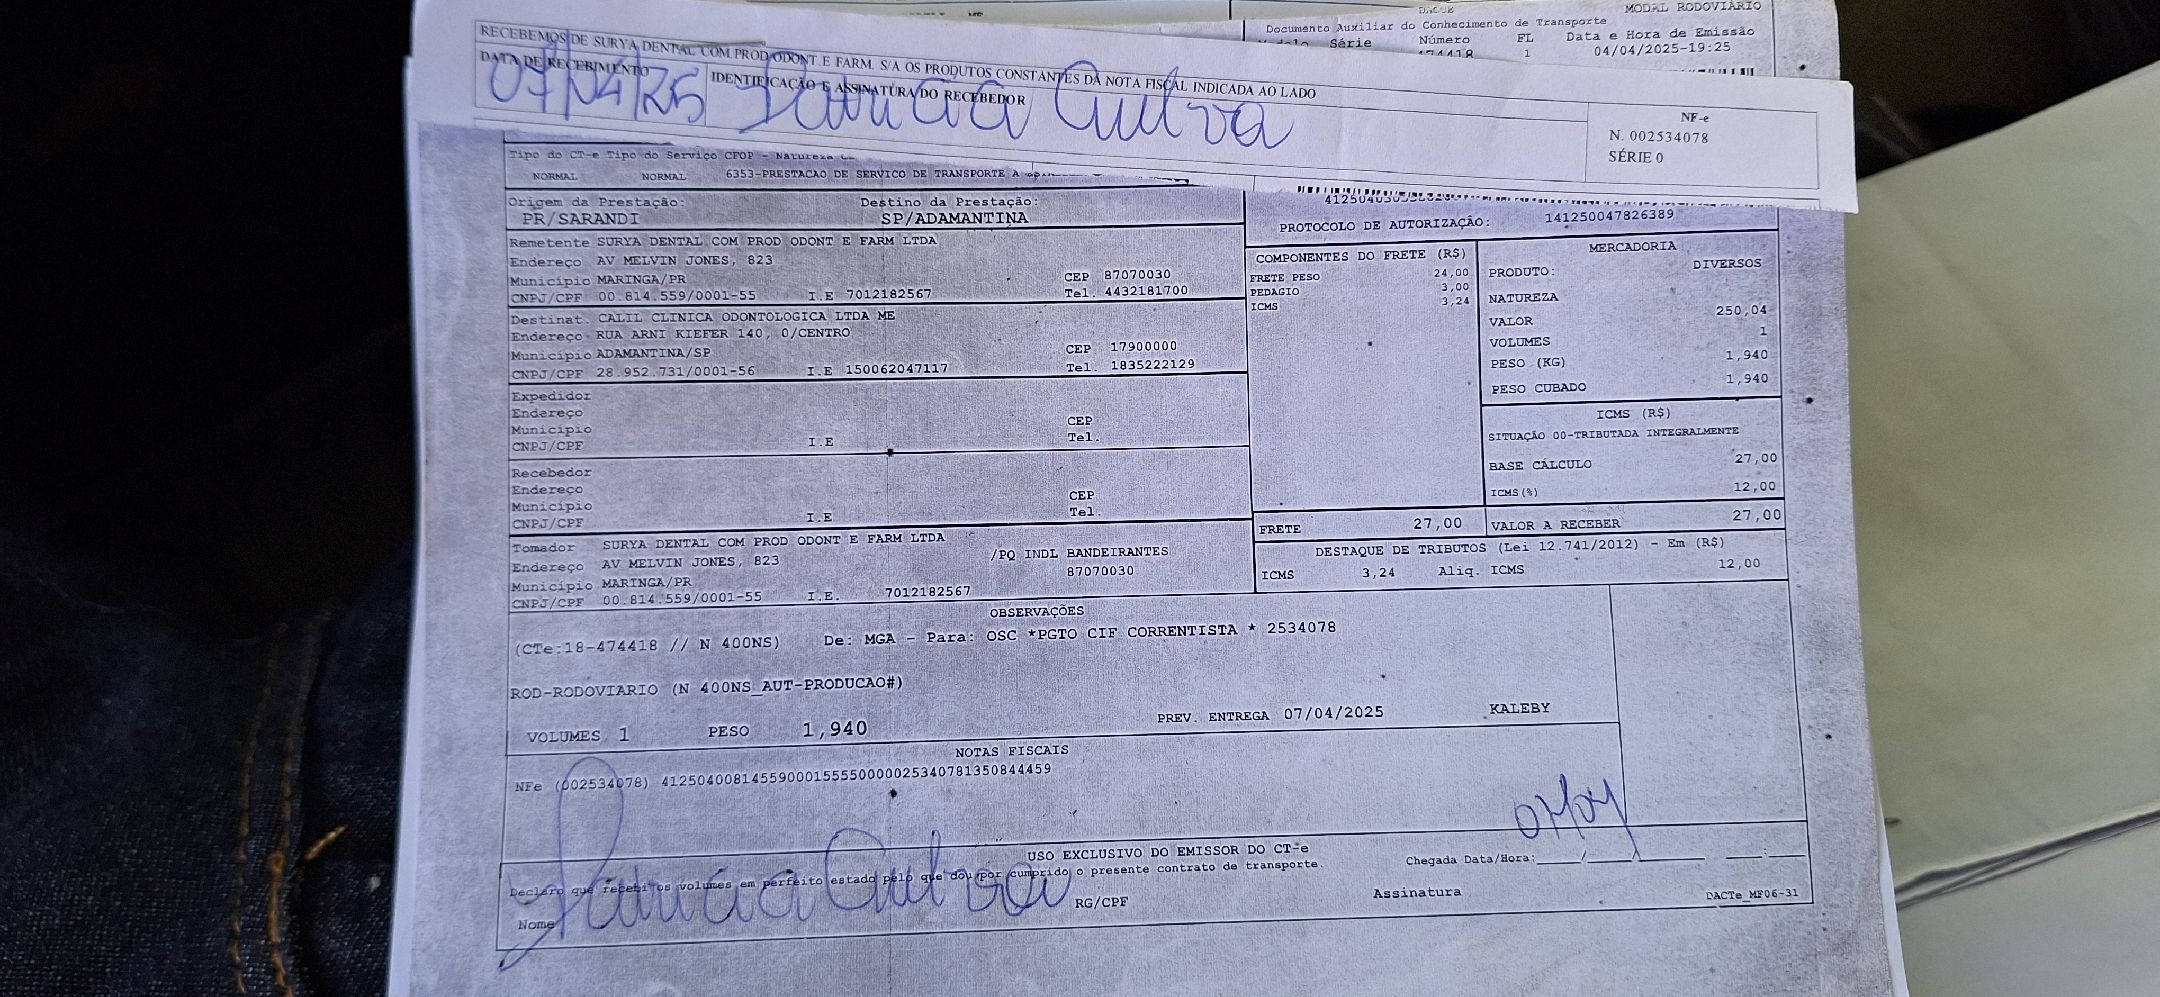 MODAL RODOVIÁRIO
Documento Auxiliar do Conhecimento de Transporte
Série Número FL Data e Hora de Emissão
474418 1 04/04/2025-19:25
RECEBEMOS DE SURYA DENTAL COM PROD ODONT E FARM. S/A OS PRODUTOS CONSTANTES DA NOTA FISCAL INDICADA AO LADO
DATA DE RECEBIMENTO IDENTIFICAÇÃO E ASSINATURA DO RECEBEDOR
07/04/25
NF-e
N. 002534078
SÉRIE 0
Tipo do CT-e Tipo do Serviço CFOP - Natureza
NORMAL NORMAL 6353-PRESTACAO DE SERVICO DE TRANSPORTE A
Origem da Prestação: Destino da Prestação:
PR/SARANDI SP/ADAMANTINA
PROTOCOLO DE AUTORIZAÇÃO: 141250047826389
Remetente SURYA DENTAL COM PROD ODONT E FARM LTDA
Endereço AV MELVIN JONES, 823
Município MARINGA/PR CEP 87070030
CNPJ/CPF 00.814.559/0001-55 I.E 7012182567 Tel. 4432181700
Destinat. CALIL CLINICA ODONTOLOGICA LTDA ME
Endereço RUA ARNI KIEFER 140, 0/CENTRO
Município ADAMANTINA/SP CEP 17900000
CNPJ/CPF 28.952.731/0001-56 I.E 150062047117 Tel. 1835222129
Expedidor
Endereço
Município CEP
CNPJ/CPF I.E Tel.
Recebedor
Endereço
Município CEP
CNPJ/CPF I.E Tel.
Tomador SURYA DENTAL COM PROD ODONT E FARM LTDA
Endereço AV MELVIN JONES, 823 /PQ INDL BANDEIRANTES
Município MARINGA/PR 87070030
CNPJ/CPF 00.814.559/0001-55 I.E. 7012182567
COMPONENTES DO FRETE (R$)
FRETE PESO 24,00
PEDAGIO 3,00
ICMS 3,24
MERCADORIA
PRODUTO: DIVERSOS
NATUREZA
VALOR 250,04
VOLUMES 1
PESO (KG) 1,940
PESO CUBADO 1,940
ICMS (R$)
SITUAÇÃO 00-TRIBUTADA INTEGRALMENTE
BASE CÁLCULO 27,00
ICMS(%) 12,00
FRETE 27,00 VALOR A RECEBER 27,00
DESTAQUE DE TRIBUTOS (Lei 12.741/2012) - Em (R$)
ICMS 3,24 Aliq. ICMS 12,00
OBSERVAÇÕES
(CTe:18-474418 // N 400NS) De: MGA - Para: OSC *PGTO CIF CORRENTISTA * 2534078
ROD-RODOVIARIO (N 400NS_AUT-PRODUCAO#)
VOLUMES 1 PESO 1,940 PREV. ENTREGA 07/04/2025 KALEBY
NOTAS FISCAIS
NFe (002534078) 41250400814559000155550000025340781350844459
07/04
USO EXCLUSIVO DO EMISSOR DO CT-e
Declaro que recebi os volumes em perfeito estado pelo que dou por cumprido o presente contrato de transporte.
Chegada Data/Hora:____/____/____ ___:___
Nome RG/CPF Assinatura DACTe_MF06-31